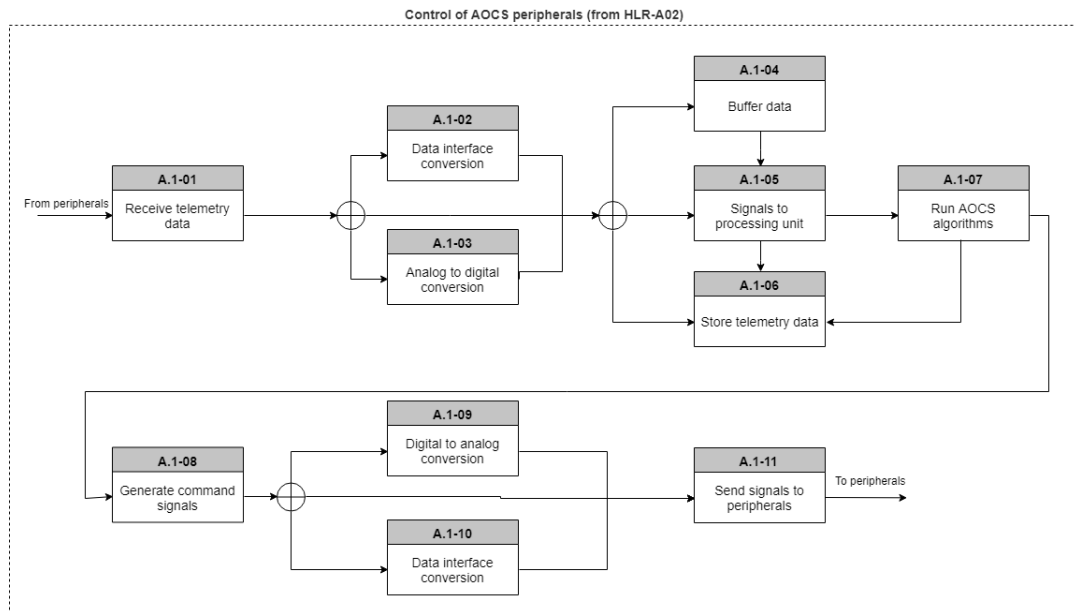 Control of AOCS peripherals (from HLR-A02)
From peripherals
A.1-01
Receive telemetry
data
A.1-02
Data interface
conversion
A.1-03
Analog to digital
conversion
A.1-04
Buffer data
A.1-05
Signals to
processing unit
A.1-06
Store telemetry data
A.1-07
Run AOCS
algorithms
A.1-08
Generate command
signals
A.1-09
Digital to analog
conversion
A.1-10
Data interface
conversion
A.1-11
Send signals to
peripherals
To peripherals